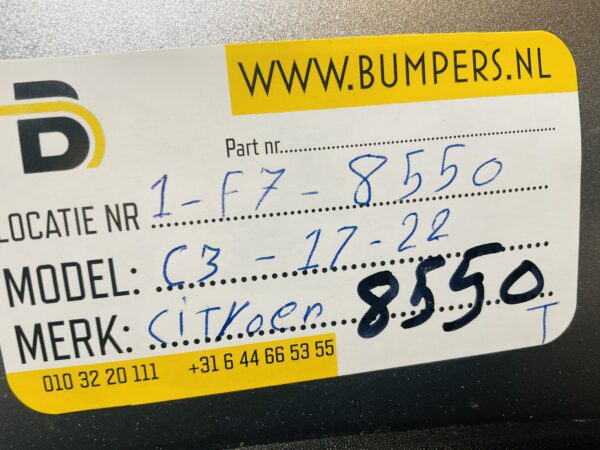 WWW.BUMPERS.NL
B
Part nr.
LOCATIE NR 1-F7-8550
MODEL: C3 - 17-22
MERK: CITROEN 8550
T
010 32 20 111 +31 6 44 66 53 55